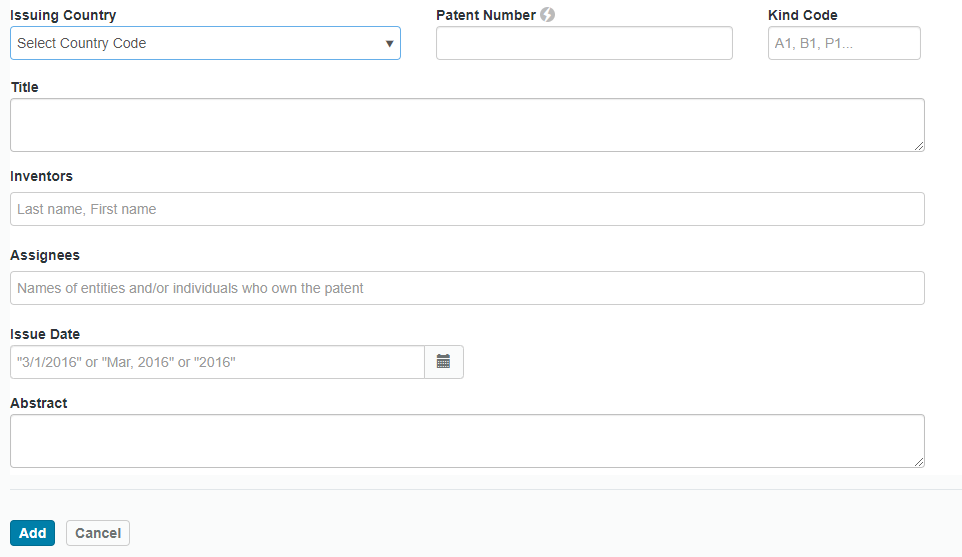 Issuing Country Patent Number Kind Code
Select Country Code A1, B1, P1...
Title
Inventors
Last name, First name
Assignees
Names of entities and/or individuals who own the patent
Issue Date
"3/1/2016" or "Mar, 2016" or "2016"
Abstract
Add Cancel